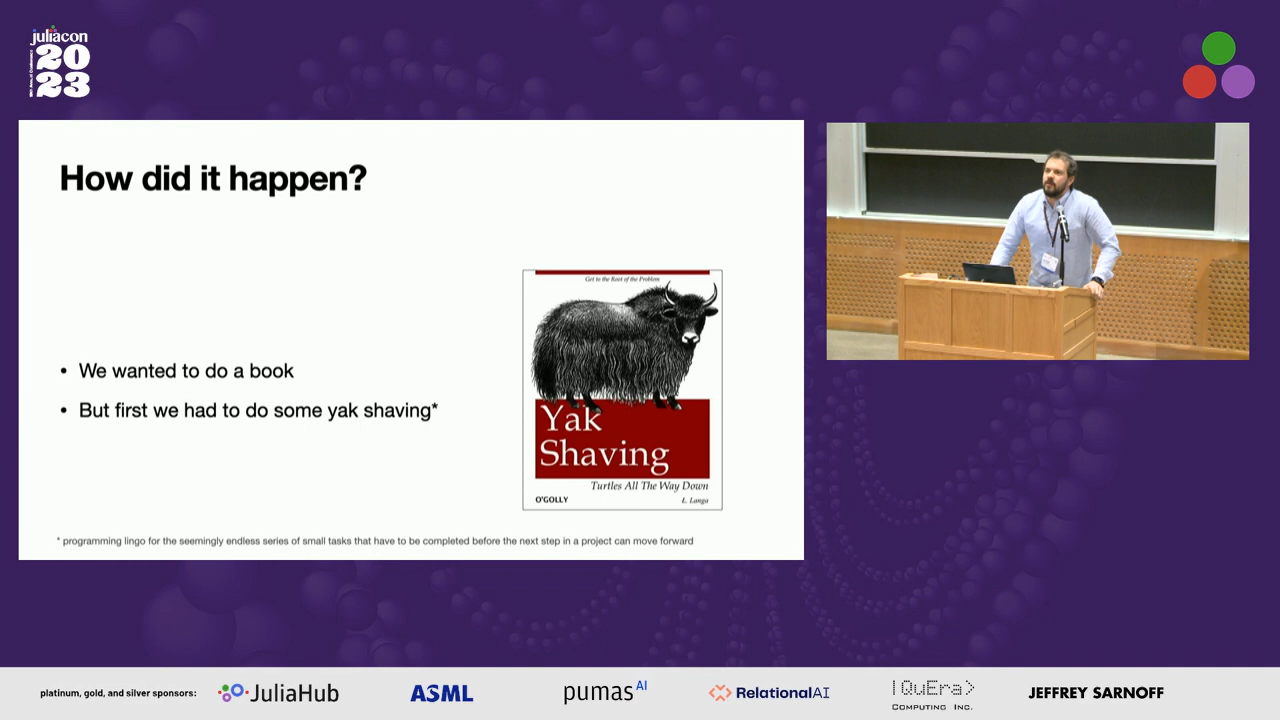 juliacon
20
23
How did it happen?
• We wanted to do a book
• But first we had to do some yak shaving*
Get to the Root of the Problem
Yak
Shaving
Turtles All The Way Down
O'GOLLY
Ł. Langa
* programming lingo for the seemingly endless series of small tasks that have to be completed before the next step in a project can move forward
platinum, gold, and silver sponsors:
JuliaHub
ASML
pumas AI
RelationalAI
|QuEra>
COMPUTING INC.
JEFFREY SARNOFF